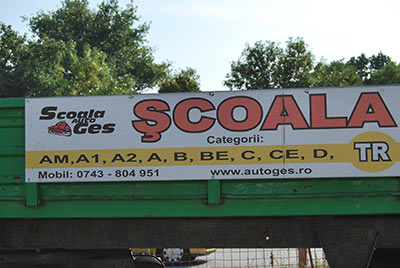 Scoala
auto
Ges
ŞCOALA
Categorii:
AM, A1, A2, A, B, BE, C, CE, D,
TR
Mobil: 0743 - 804 951
www.autoges.ro